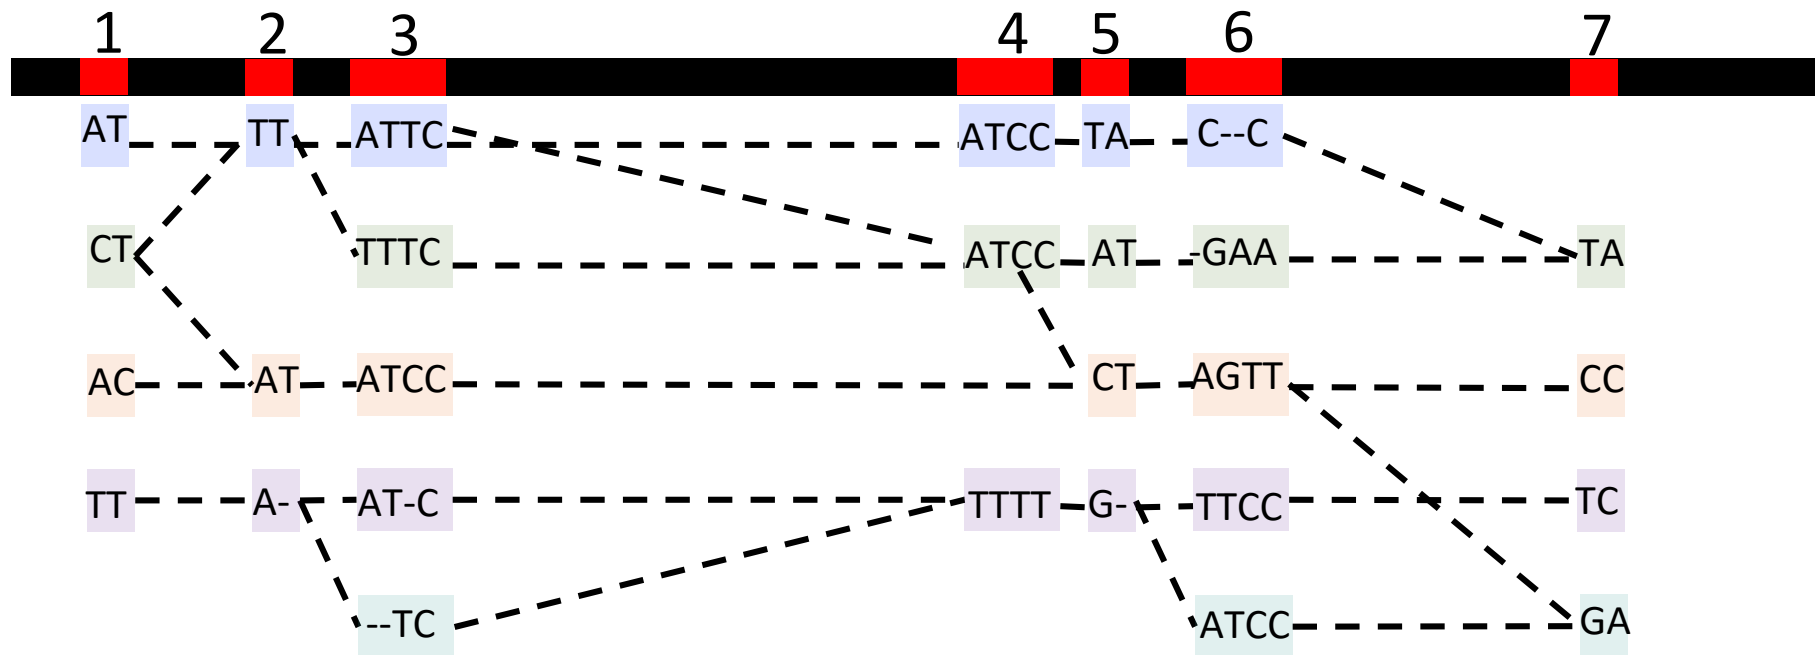 1 2 3 4 5 6 7
AT TT ATTC ATCC TA C--C
CT TTTC ATCC AT -GAA TA
AC AT ATCC CT AGTT CC
TT A- AT-C TTTT G- TTCC TC
--TC ATCC GA